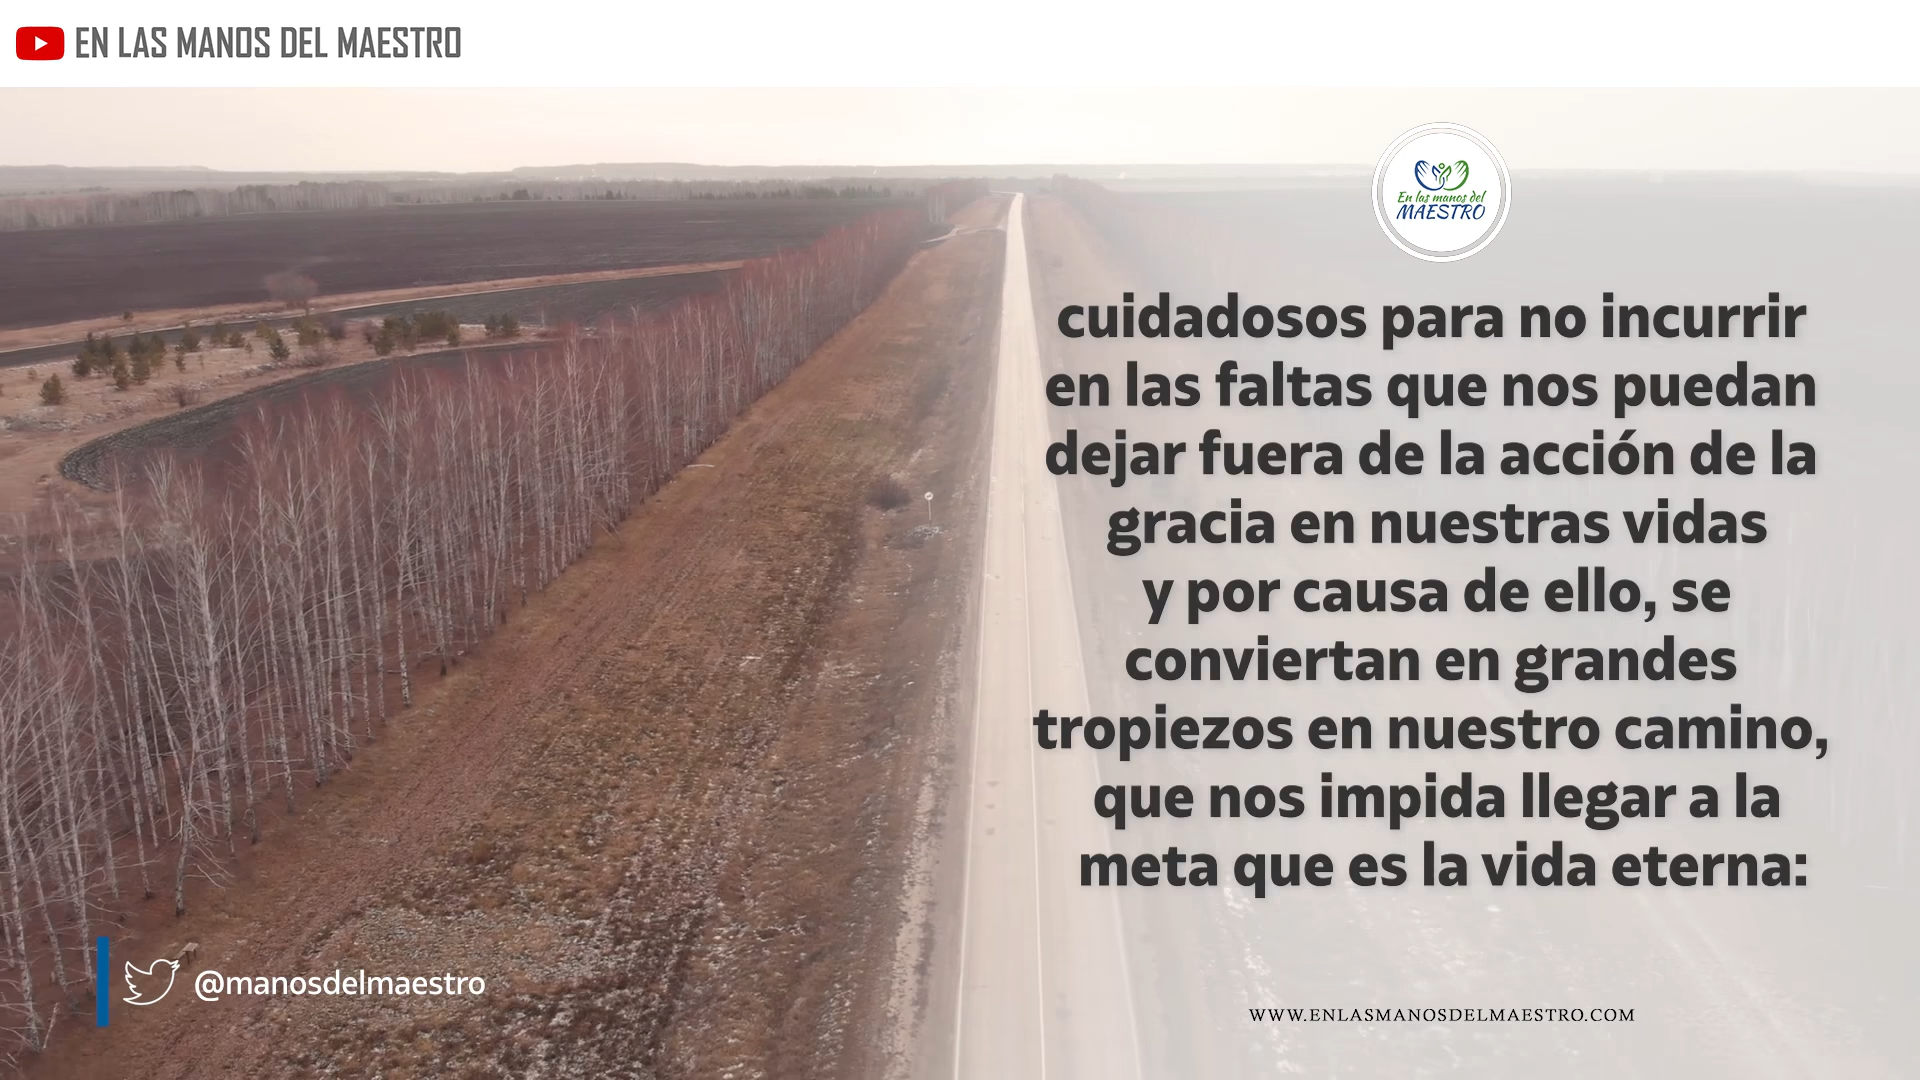 EN LAS MANOS DEL MAESTRO
En las manos del
MAESTRO
cuidadosos para no incurrir
en las faltas que nos puedan
dejar fuera de la acción de la
gracia en nuestras vidas
y por causa de ello, se
conviertan en grandes
tropiezos en nuestro camino,
que nos impida llegar a la
meta que es la vida eterna:
@manosdelmaestro
WWW.ENLASMANOSDELMAESTRO.COM